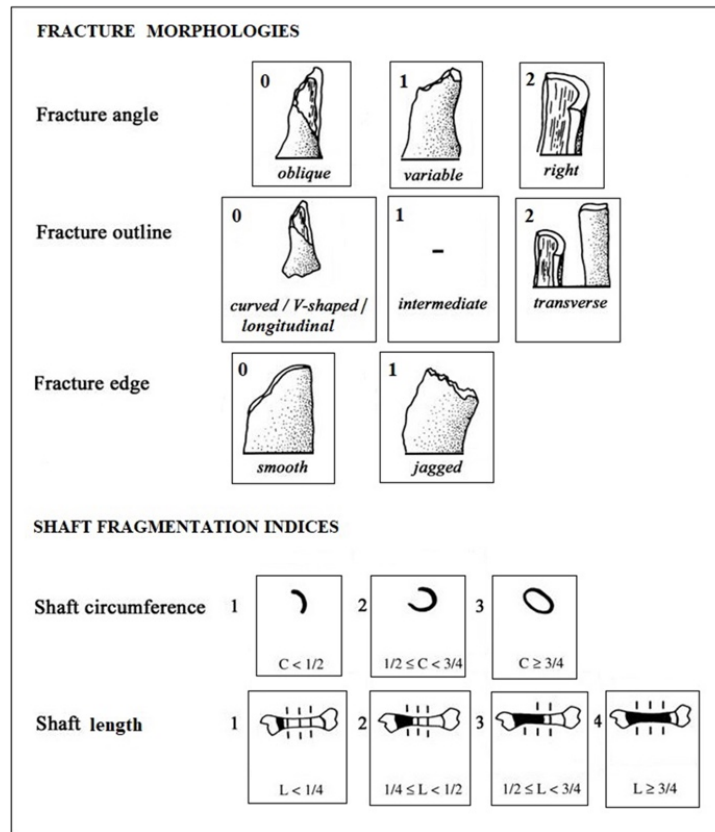 FRACTURE MORPHOLOGIES
Fracture angle
0
oblique
1
variable
2
right
Fracture outline
0
curved / V-shaped /
longitudinal
1
-
intermediate
2
transverse
Fracture edge
0
smooth
1
jagged
SHAFT FRAGMENTATION INDICES
Shaft circumference
1
C < 1/2
2
1/2 ≤ C < 3/4
3
C ≥ 3/4
Shaft length
1
L < 1/4
2
1/4 ≤ L < 1/2
3
1/2 ≤ L < 3/4
4
L ≥ 3/4